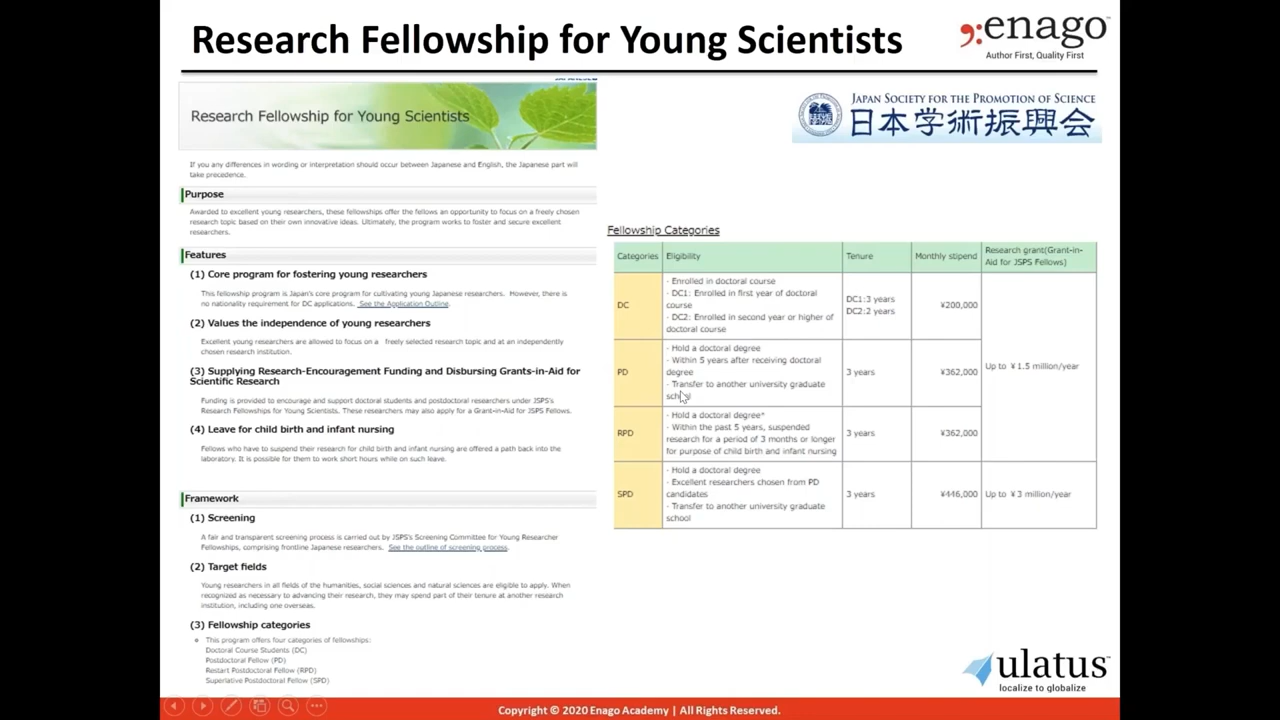 Research Fellowship for Young Scientists
enago™
Author First, Quality First
Research Fellowship for Young Scientists
JAPAN SOCIETY FOR THE PROMOTION OF SCIENCE
日本学術振興会
If you any differences in wording or interpretation should occur between Japanese and English, the Japanese part will
take precedence.
Purpose
Awarded to excellent young researchers, these fellowships offer the fellows an opportunity to focus on a freely chosen
research topic based on their own innovative ideas. Ultimately, the program works to foster and secure excellent
researchers.
Features
(1) Core program for fostering young researchers
This fellowship program is Japan's core program for cultivating young Japanese researchers. However, there is
no nationality requirement for DC applications. See the Application Outline.
(2) Values the independence of young researchers
Excellent young researchers are allowed to focus on a freely selected research topic and at an independently
chosen research institution.
(3) Supplying Research-Encouragement Funding and Disbursing Grants-in-Aid for
Scientific Research
Funding is provided to encourage and support doctoral students and postdoctoral researchers under JSPS's
Research Fellowships for Young Scientists. These researchers may also apply for a Grant-in-Aid for JSPS Fellows.
(4) Leave for child birth and infant nursing
Fellows who have to suspend their research for child birth and infant nursing are offered a path back into the
laboratory. It is possible for them to work short hours while on such leave.
Framework
(1) Screening
A fair and transparent screening process is carried out by JSPS's Screening Committee for Young Researcher
Fellowships, comprising frontline Japanese researchers. See the outline of screening process.
(2) Target fields
Young researchers in all fields of the humanities, social sciences and natural sciences are eligible to apply. When
recognized as necessary to advancing their research, they may spend part of their tenure at another research
institution, including one overseas.
(3) Fellowship categories
This program offers four categories of fellowships:
Doctoral Course Students (DC)
Postdoctoral Fellow (PD)
Restart Postdoctoral Fellow (RPD)
Superlative Postdoctoral Fellow (SPD)
Fellowship Categories
Categories Eligibility Tenure Monthly stipend Research grant(Grant-in-
Aid for JSPS Fellows)
DC
- Enrolled in doctoral course
- DC1: Enrolled in first year of doctoral
course
- DC2: Enrolled in second year or higher of
doctoral course
DC1:3 years
DC2:2 years
¥200,000
PD
- Hold a doctoral degree
- Within 5 years after receiving doctoral
degree
- Transfer to another university graduate
school
3 years
¥362,000
Up to ¥1.5 million/year
RPD
- Hold a doctoral degree*
- Within the past 5 years, suspended
research for a period of 3 months or longer
for purpose of child birth and infant nursing
3 years
¥362,000
SPD
- Hold a doctoral degree
- Excellent researchers chosen from PD
candidates
- Transfer to another university graduate
school
3 years
¥446,000
Up to ¥3 million/year
ulatus™
localize to globalize
Copyright © 2020 Enago Academy | All Rights Reserved.